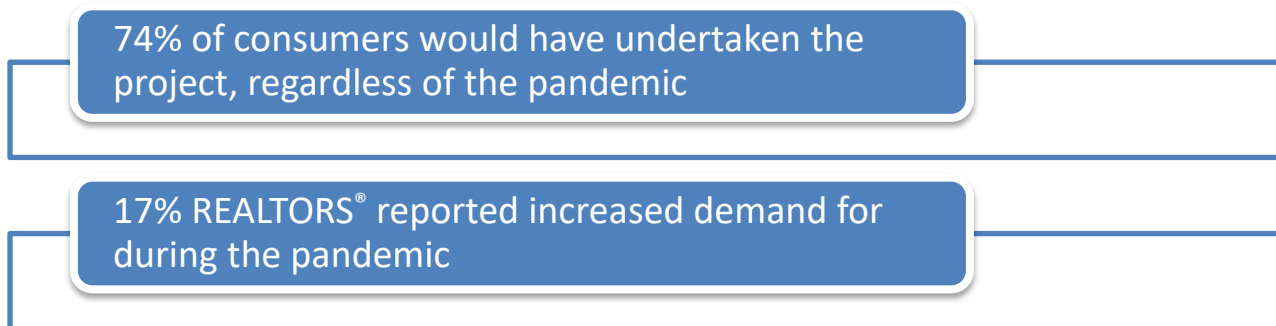 74% of consumers would have undertaken the
project, regardless of the pandemic
17% REALTORS® reported increased demand for
during the pandemic